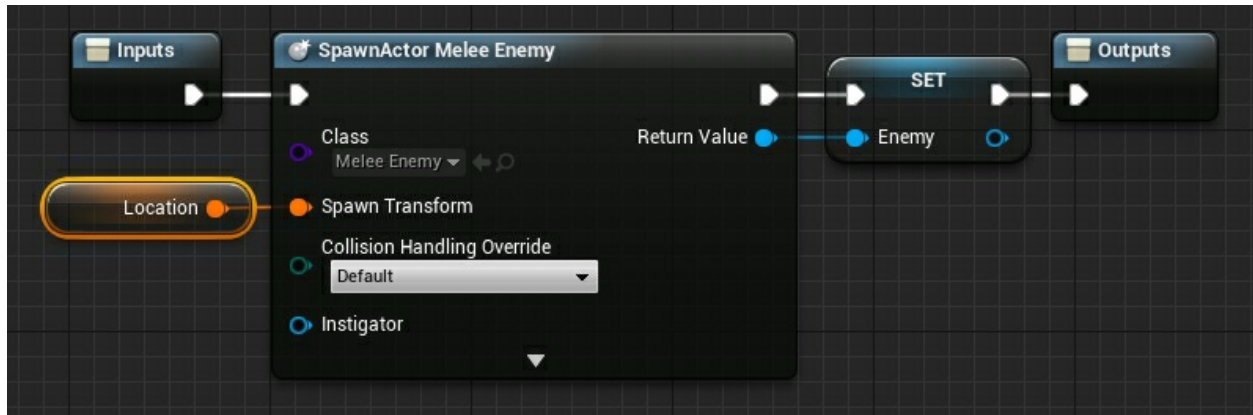 Inputs
SpawnActor Melee Enemy
SET
Outputs
Class
Melee Enemy
Return Value
Enemy
Location
Spawn Transform
Collision Handling Override
Default
Instigator